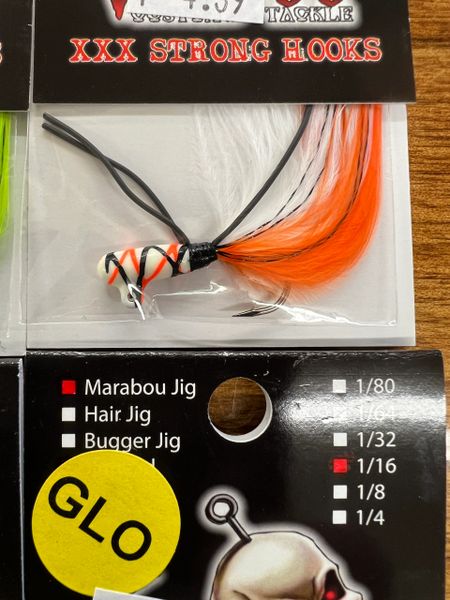 TACKLE
XXX STRONG HOOKS
Marabou Jig
Hair Jig
Bugger Jig
1/80
1/64
1/32
1/16
1/8
1/4
GLO